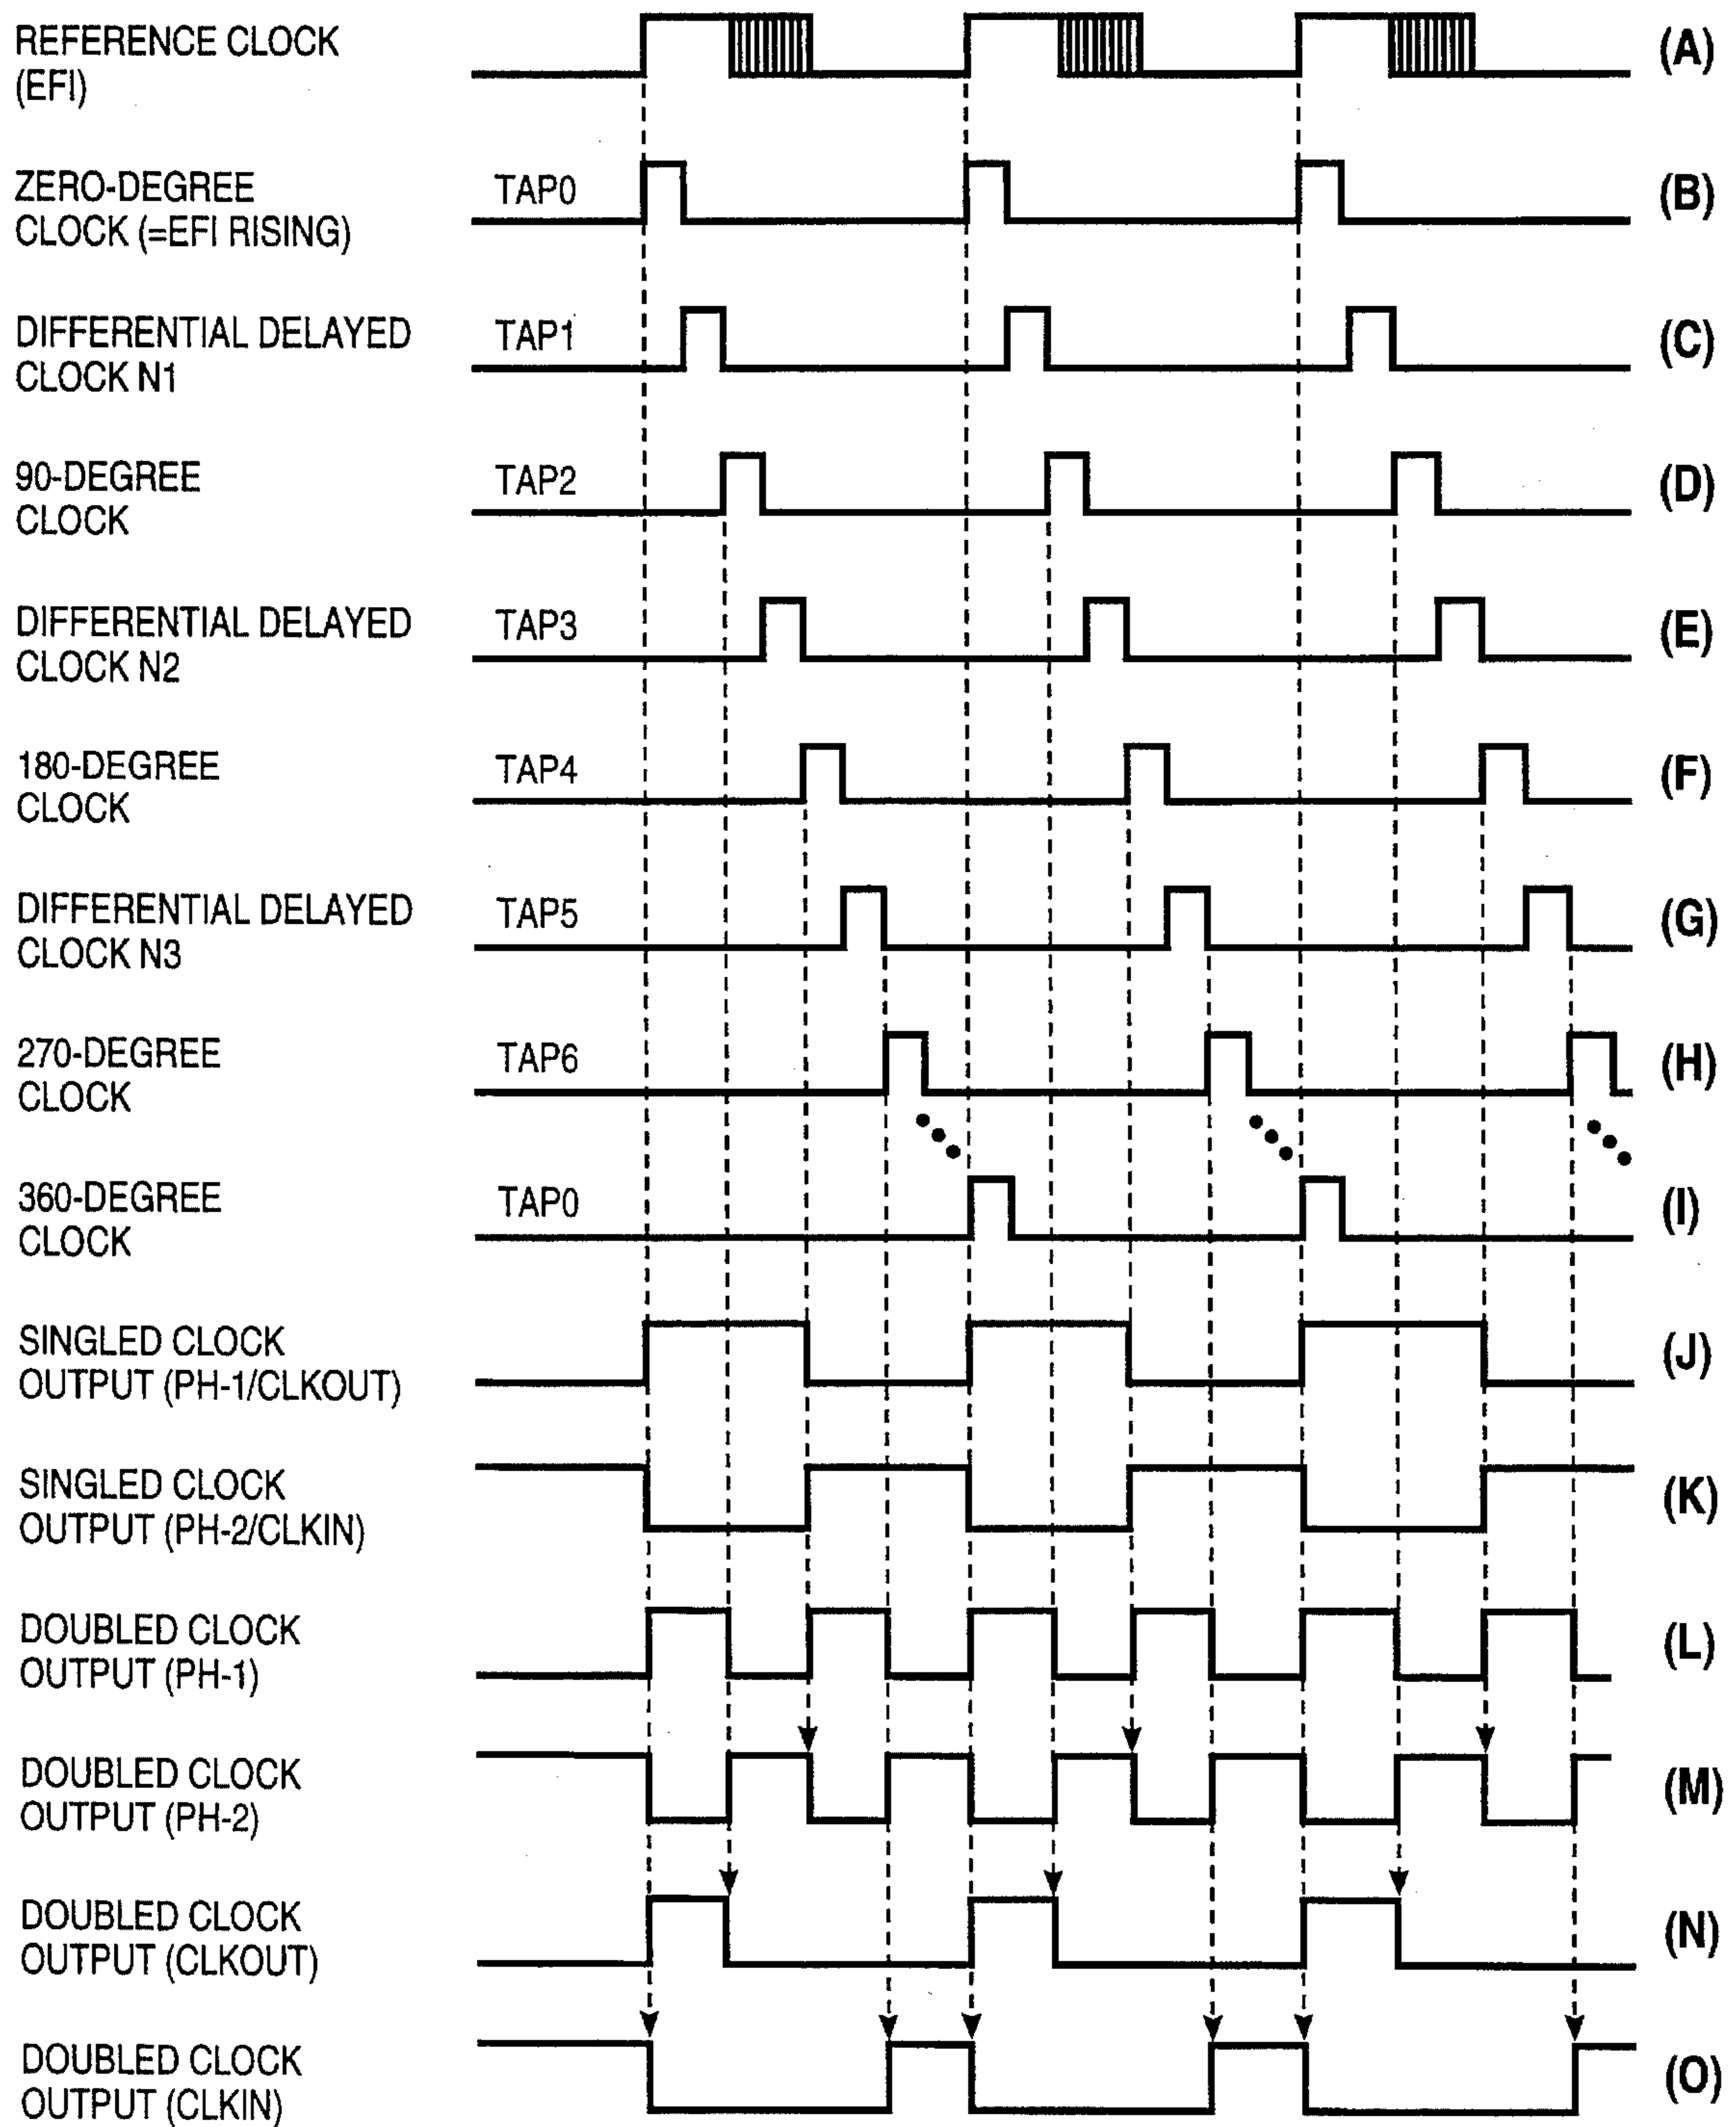 REFERENCE CLOCK
(EFI)
(A)
ZERO-DEGREE
CLOCK (=EFI RISING)
TAP0
(B)
DIFFERENTIAL DELAYED
CLOCK N1
TAP1
(C)
90-DEGREE
CLOCK
TAP2
(D)
DIFFERENTIAL DELAYED
CLOCK N2
TAP3
(E)
180-DEGREE
CLOCK
TAP4
(F)
DIFFERENTIAL DELAYED
CLOCK N3
TAP5
(G)
270-DEGREE
CLOCK
TAP6
(H)
360-DEGREE
CLOCK
TAP0
(I)
SINGLED CLOCK
OUTPUT (PH-1/CLKOUT)
(J)
SINGLED CLOCK
OUTPUT (PH-2/CLKIN)
(K)
DOUBLED CLOCK
OUTPUT (PH-1)
(L)
DOUBLED CLOCK
OUTPUT (PH-2)
(M)
DOUBLED CLOCK
OUTPUT (CLKOUT)
(N)
DOUBLED CLOCK
OUTPUT (CLKIN)
(O)